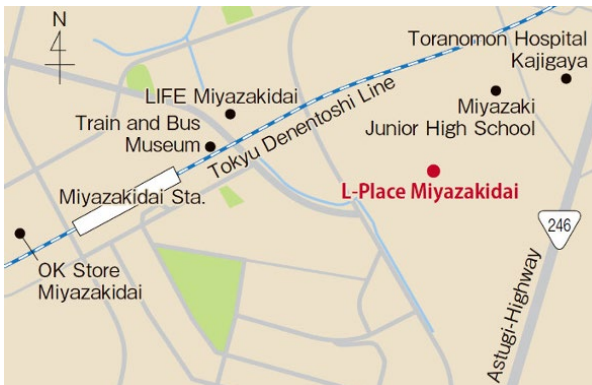 N
Toranomon Hospital
Kajigaya
LIFE Miyazakidai
Train and Bus
Museum
Tokyu Denentoshi Line
Miyazaki
Junior High School
Miyazakidai Sta.
L-Place Miyazakidai
246
OK Store
Miyazakidai
Astugi-Highway